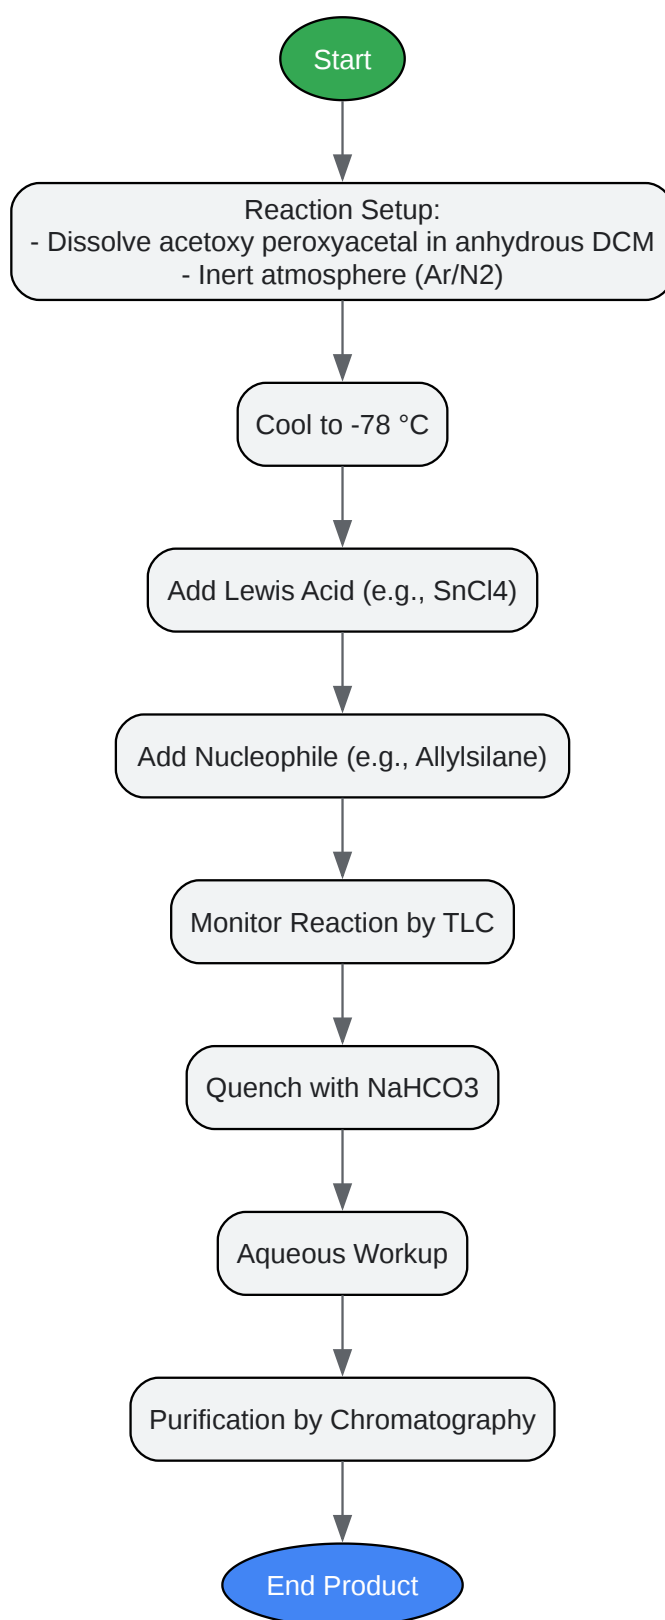 Start
Reaction Setup:
- Dissolve acetoxy peroxyacetal in anhydrous DCM
- Inert atmosphere (Ar/N2)
Cool to -78 °C
Add Lewis Acid (e.g., SnCl4)
Add Nucleophile (e.g., Allylsilane)
Monitor Reaction by TLC
Quench with NaHCO3
Aqueous Workup
Purification by Chromatography
End Product